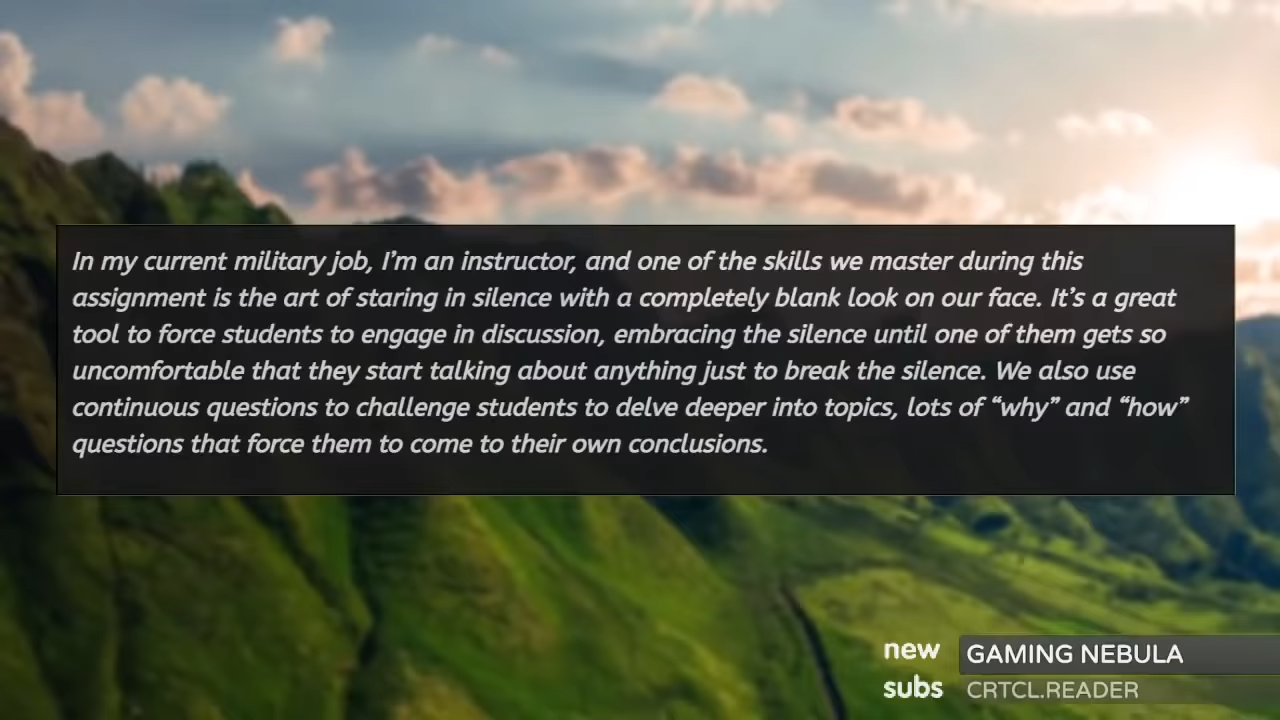 In my current military job, I’m an instructor, and one of the skills we master during this
assignment is the art of staring in silence with a completely blank look on our face. It’s a great
tool to force students to engage in discussion, embracing the silence until one of them gets so
uncomfortable that they start talking about anything just to break the silence. We also use
continuous questions to challenge students to delve deeper into topics, lots of “why” and “how”
questions that force them to come to their own conclusions.
new GAMING NEBULA
subs CRTCL.READER